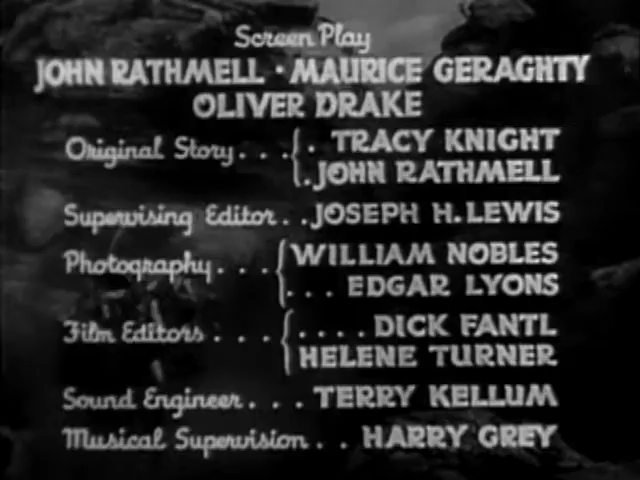 Screen Play
JOHN RATHMELL · MAURICE GERAGHTY
OLIVER DRAKE
Original Story . . . { . TRACY KNIGHT
. JOHN RATHMELL
Supervising Editor . . JOSEPH H. LEWIS
Photography . . . { WILLIAM NOBLES
. . . EDGAR LYONS
Film Editors . . . { . . . . DICK FANTL
HELENE TURNER
Sound Engineer . . . TERRY KELLUM
Musical Supervision . . HARRY GREY